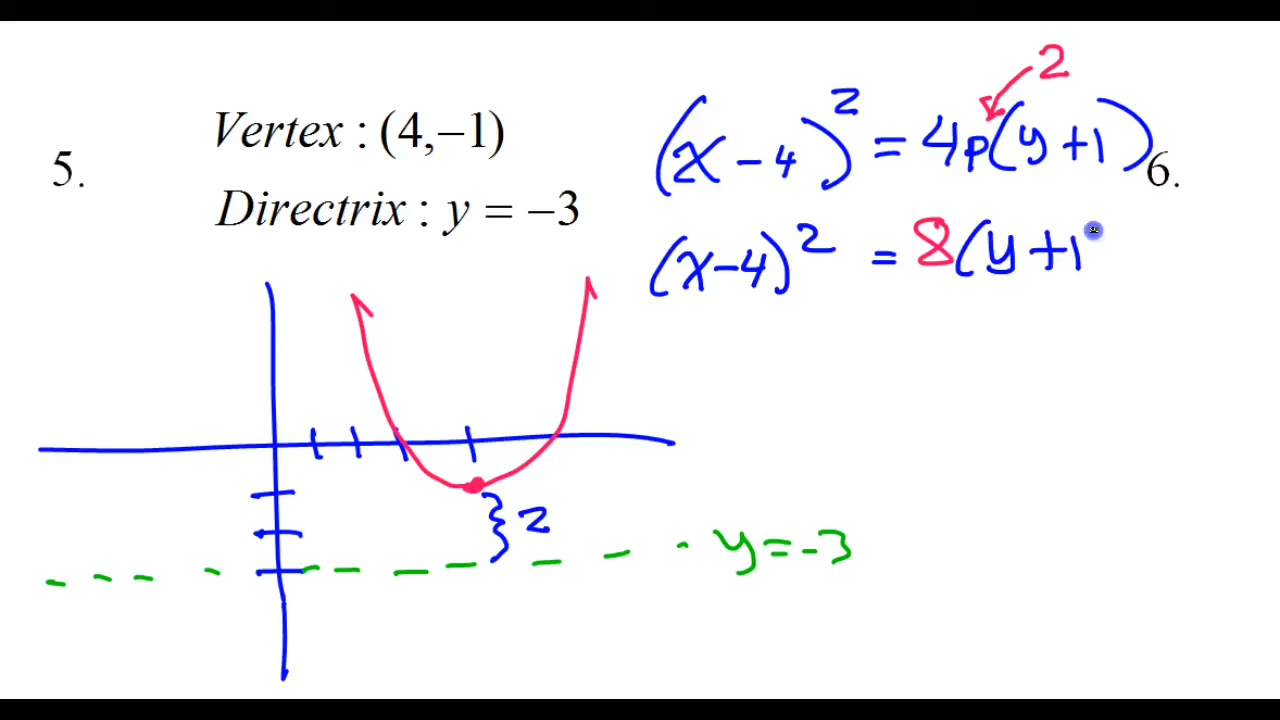 5.
Vertex : (4,−1)
Directrix : y = −3
2
(x-4)² = 4p(y+1)
6.
(x-4)² = 8(y+1
}2
y=-3